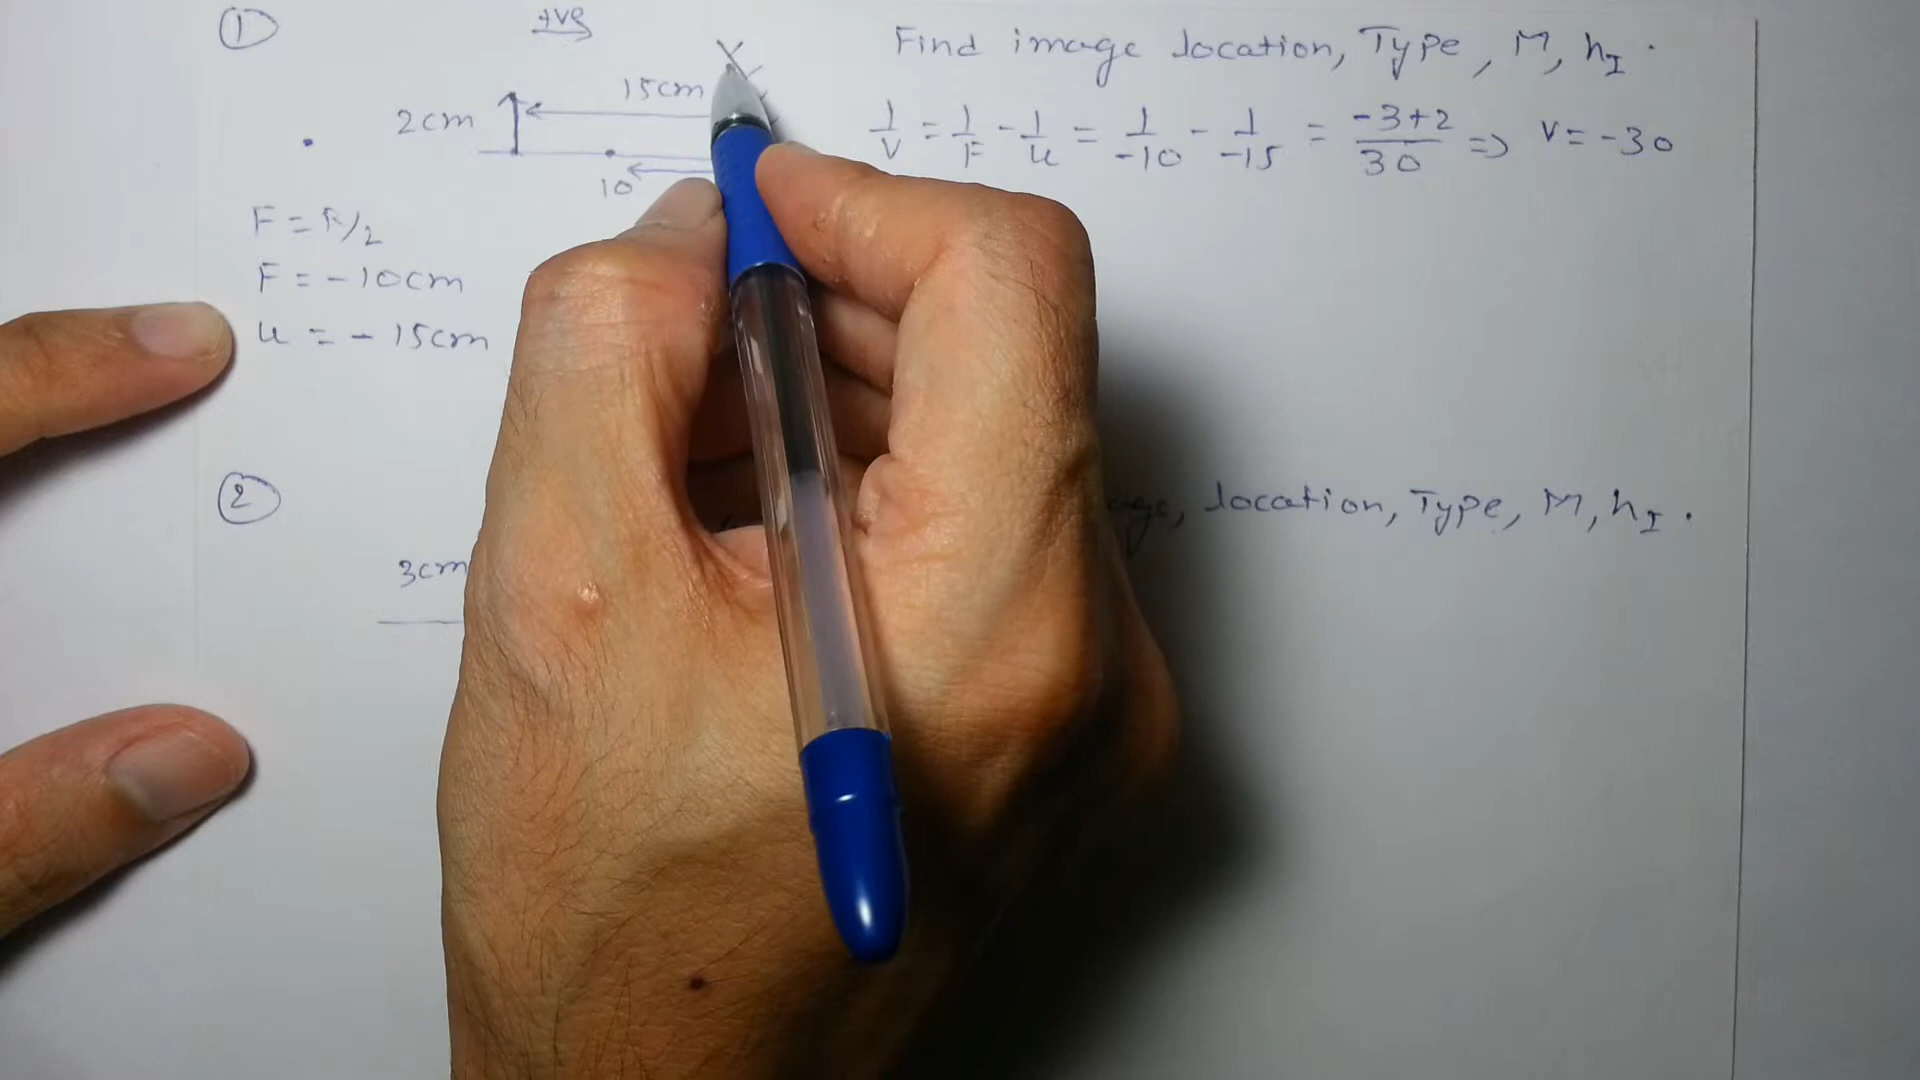 ①
+ve
Find image location, Type, M, hI.
15cm
2cm
1/V = 1/F - 1/u = 1/-10 - 1/-15 = -3+2/30 ⇒ V = -30
10
F = R/2
F = -10cm
u = -15cm
②
location, Type, M, hI.
3cm